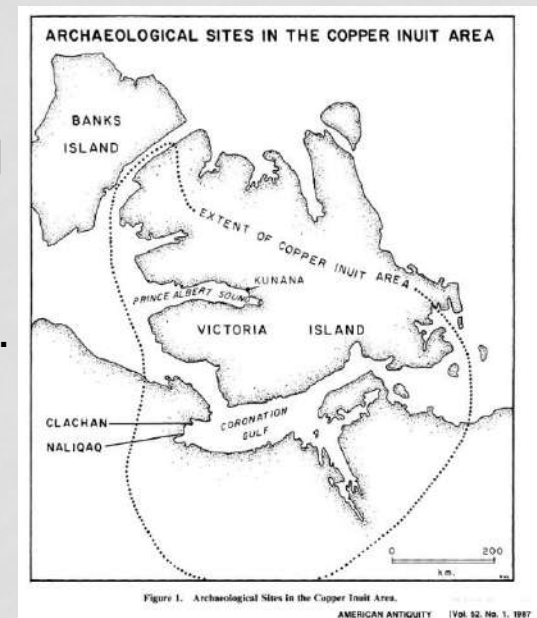 ARCHAEOLOGICAL SITES IN THE COPPER INUIT AREA
BANKS
ISLAND
EXTENT OF COPPER INUIT AREA
KUNANA
PRINCE ALBERT SOUND
VICTORIA ISLAND
CLACHAN
NALIQAQ
CORONATION
GULF
0 200
km.
Figure 1. Archaeological Sites in the Copper Inuit Area.
AMERICAN ANTIQUITY [Vol. 52, No. 1, 1987